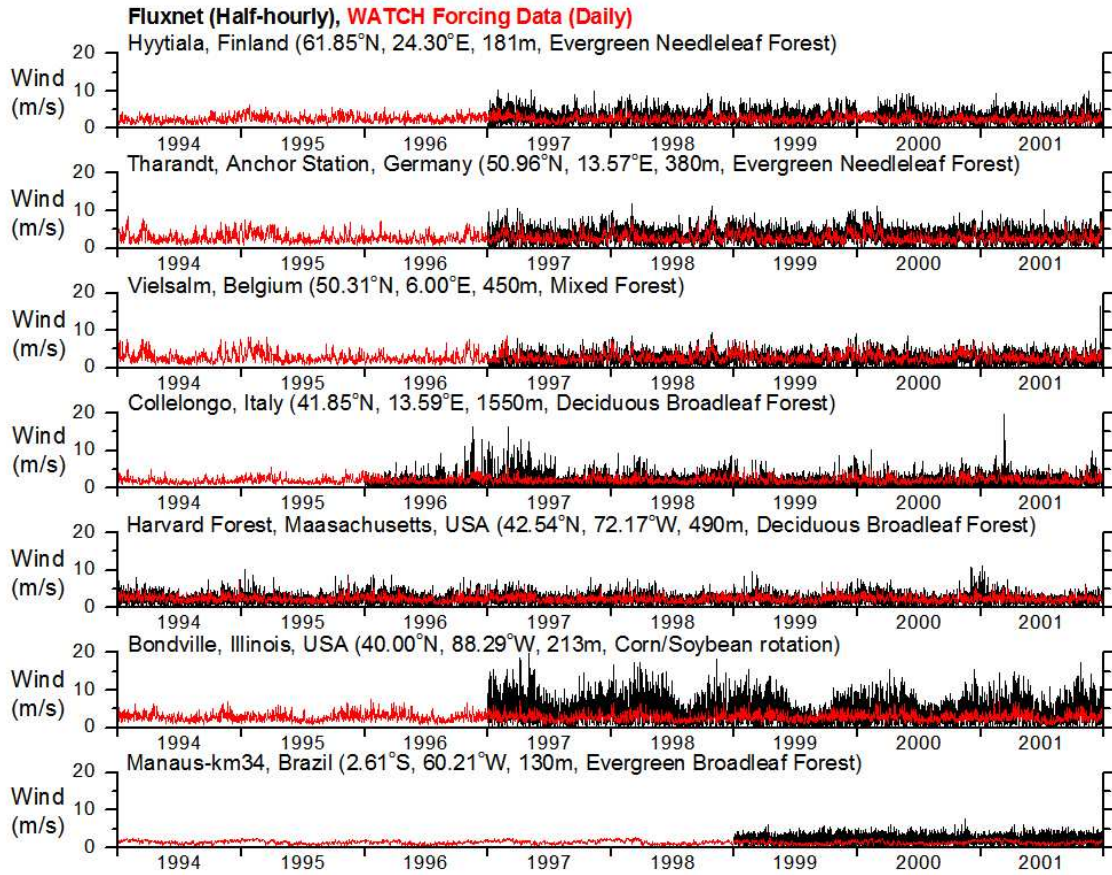 Fluxnet (Half-hourly), WATCH Forcing Data (Daily)
Hyytiala, Finland (61.85°N, 24.30°E, 181m, Evergreen Needleleaf Forest)
20
Wind
10
(m/s)
0
1994 1995 1996 1997 1998 1999 2000 2001
Tharandt, Anchor Station, Germany (50.96°N, 13.57°E, 380m, Evergreen Needleleaf Forest)
20
Wind
10
(m/s)
0
1994 1995 1996 1997 1998 1999 2000 2001
Vielsalm, Belgium (50.31°N, 6.00°E, 450m, Mixed Forest)
20
Wind
10
(m/s)
0
1994 1995 1996 1997 1998 1999 2000 2001
Collelongo, Italy (41.85°N, 13.59°E, 1550m, Deciduous Broadleaf Forest)
20
Wind
10
(m/s)
0
1994 1995 1996 1997 1998 1999 2000 2001
Harvard Forest, Maasachusetts, USA (42.54°N, 72.17°W, 490m, Deciduous Broadleaf Forest)
20
Wind
10
(m/s)
0
1994 1995 1996 1997 1998 1999 2000 2001
Bondville, Illinois, USA (40.00°N, 88.29°W, 213m, Corn/Soybean rotation)
20
Wind
10
(m/s)
0
1994 1995 1996 1997 1998 1999 2000 2001
Manaus-km34, Brazil (2.61°S, 60.21°W, 130m, Evergreen Broadleaf Forest)
20
Wind
10
(m/s)
0
1994 1995 1996 1997 1998 1999 2000 2001